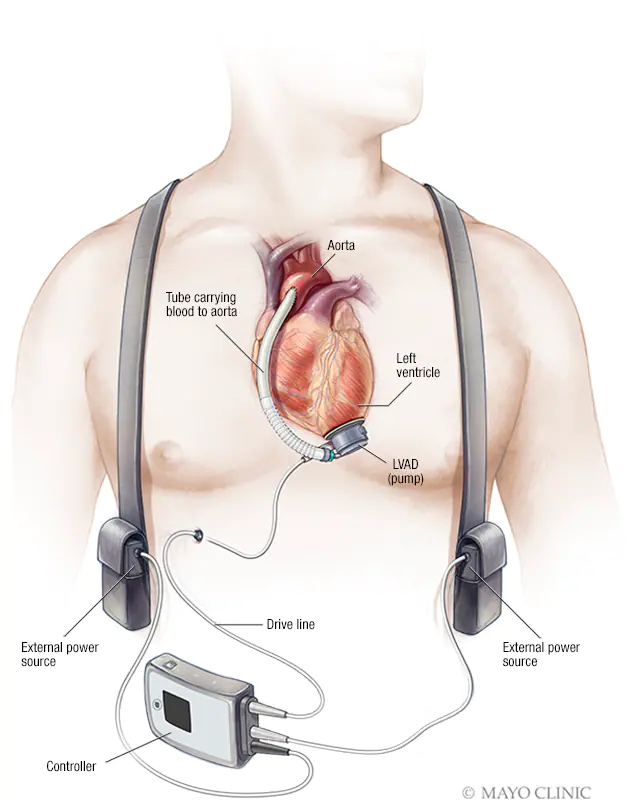 Aorta
Tube carrying
blood to aorta
Left
ventricle
LVAD
(pump)
Drive line
External power
source
External power
source
Controller
© MAYO CLINIC